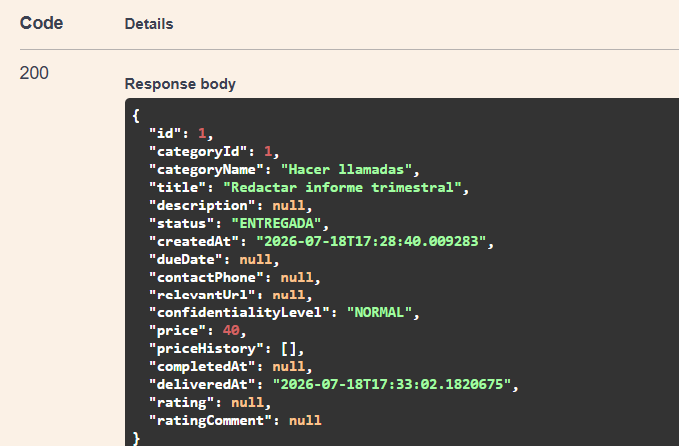 Code Details
200
Response body
{
"id": 1,
"categoryId": 1,
"categoryName": "Hacer llamadas",
"title": "Redactar informe trimestral",
"description": null,
"status": "ENTREGADA",
"createdAt": "2026-07-18T17:28:40.009283",
"dueDate": null,
"contactPhone": null,
"relevantUrl": null,
"confidentialityLevel": "NORMAL",
"price": 40,
"priceHistory": [],
"completedAt": null,
"deliveredAt": "2026-07-18T17:33:02.1820675",
"rating": null,
"ratingComment": null
}